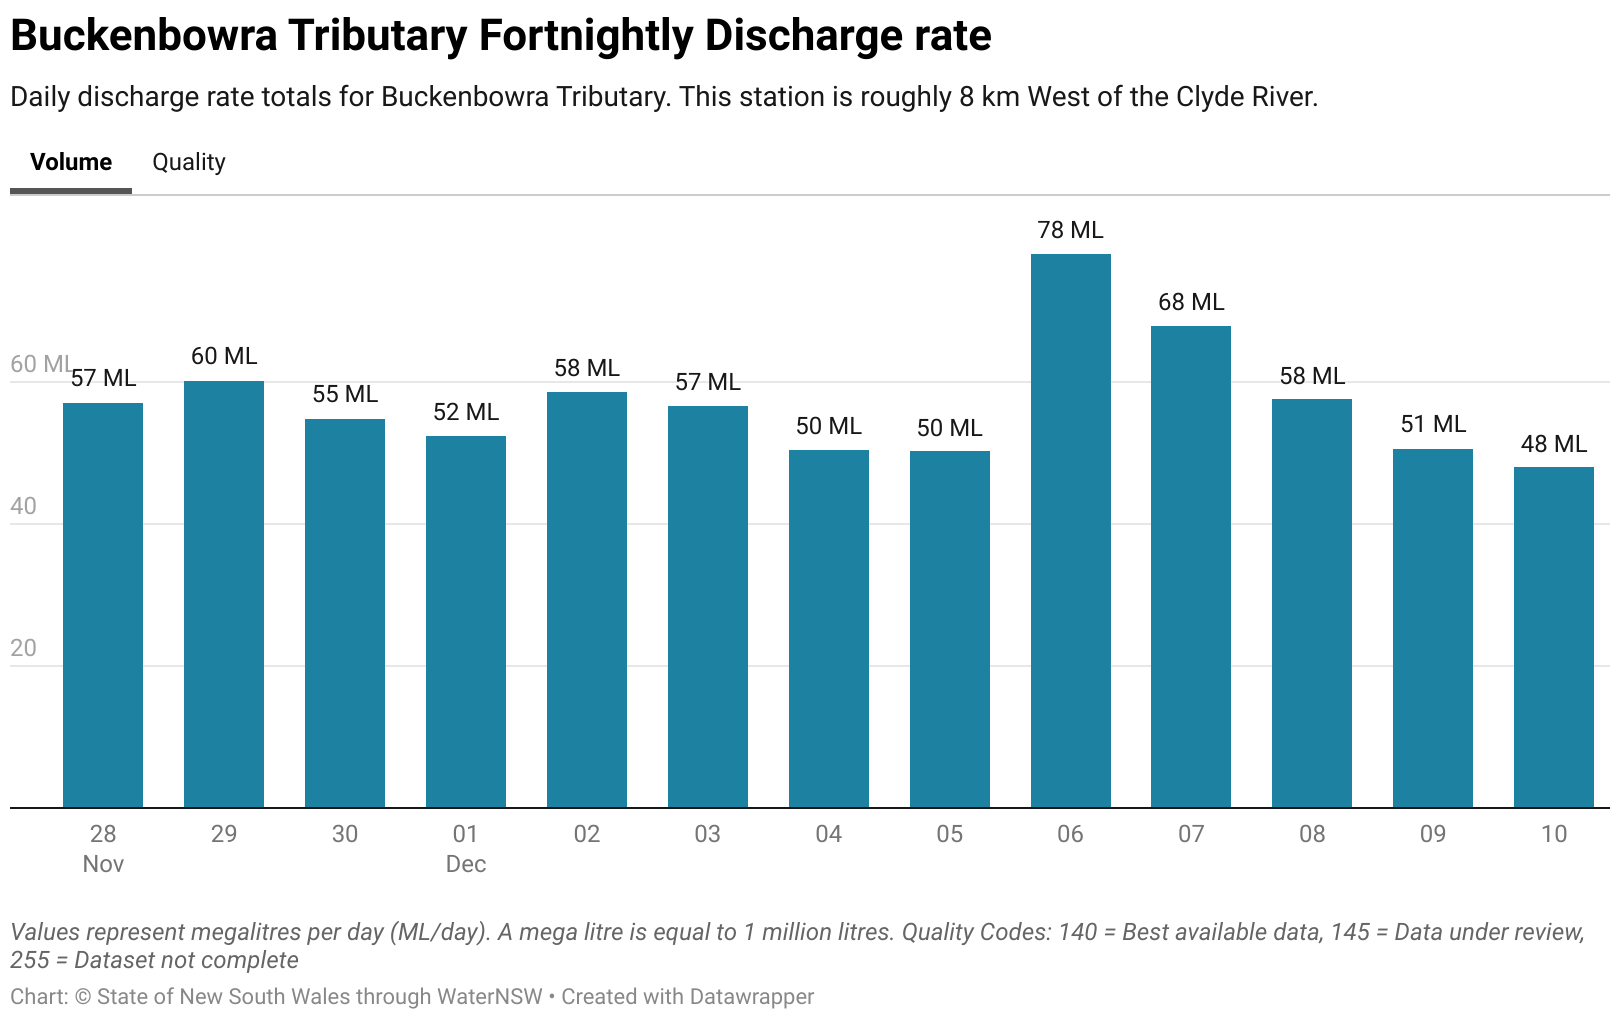 Buckenbowra Tributary Fortnightly Discharge rate
Daily discharge rate totals for Buckenbowra Tributary. This station is roughly 8 km West of the Clyde River.
Volume Quality
78 ML
68 ML
60 ML
60 ML
57 ML
55 ML
52 ML
58 ML
57 ML
50 ML
50 ML
58 ML
51 ML
48 ML
40
20
28 29 30 01 02 03 04 05 06 07 08 09 10
Nov Dec
Values represent megalitres per day (ML/day). A mega litre is equal to 1 million litres. Quality Codes: 140 = Best available data, 145 = Data under review,
255 = Dataset not complete
Chart: © State of New South Wales through WaterNSW • Created with Datawrapper